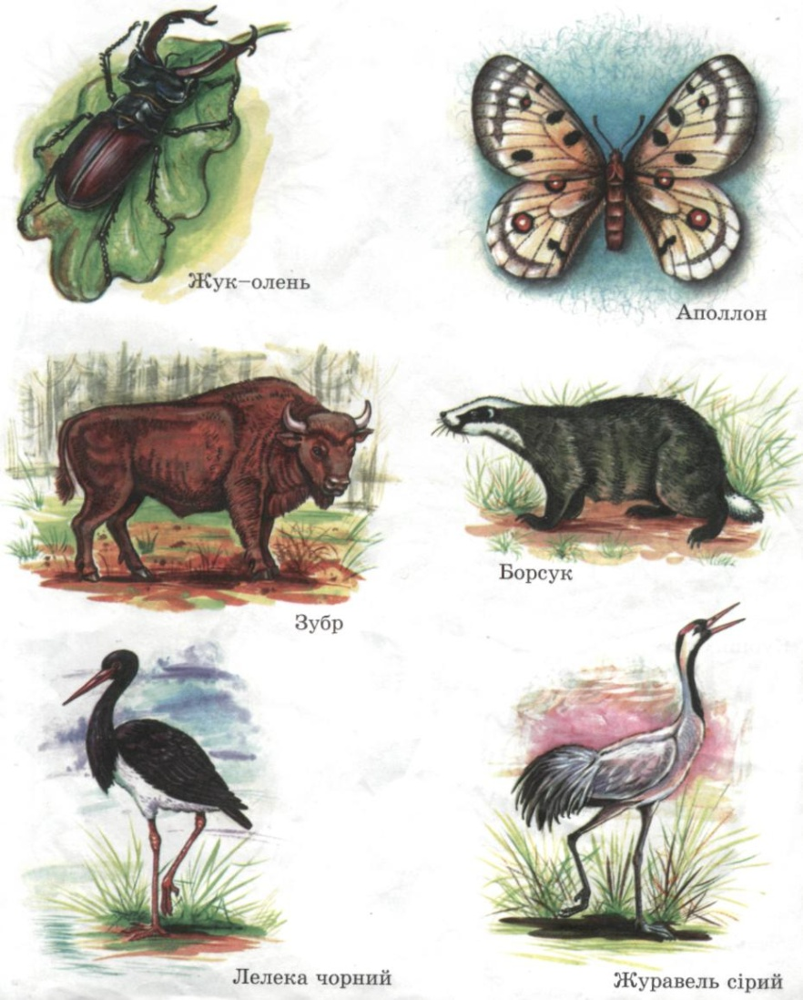 Жук-олень
Аполлон
Зубр
Борсук
Лелека чорний
Журавель сірий